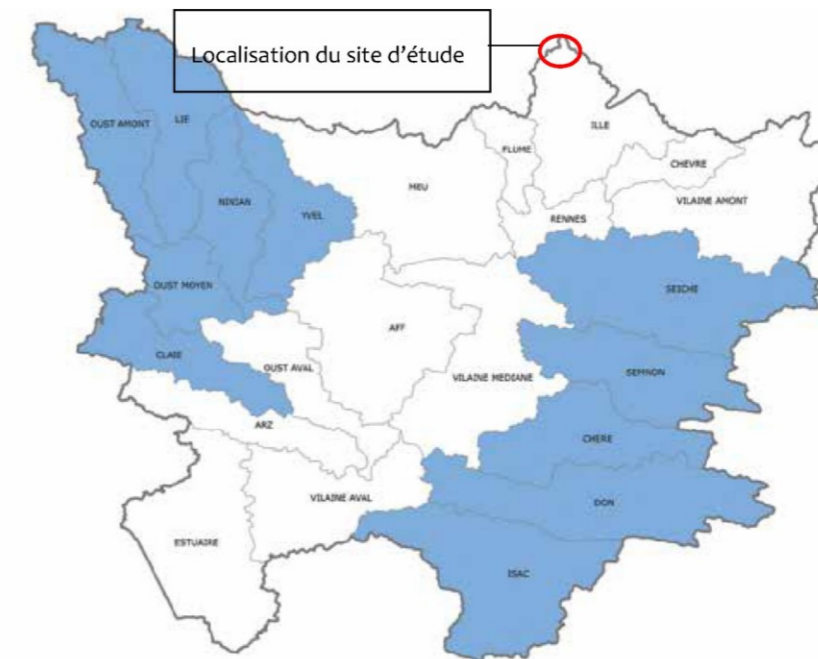 Localisation du site d'étude
OUST AMONT
LIE
ILLE
FLUME
CHEVRE
MEU
NINIAN
VILAINE AMONT
YVEL
RENNES
OUST MOYEN
SEICHE
AFF
CLAIE
OUST AVAL
SEMNON
VILAINE MEDIANE
ARZ
CHERE
VILAINE AVAL
DON
ESTUAIRE
ISAC